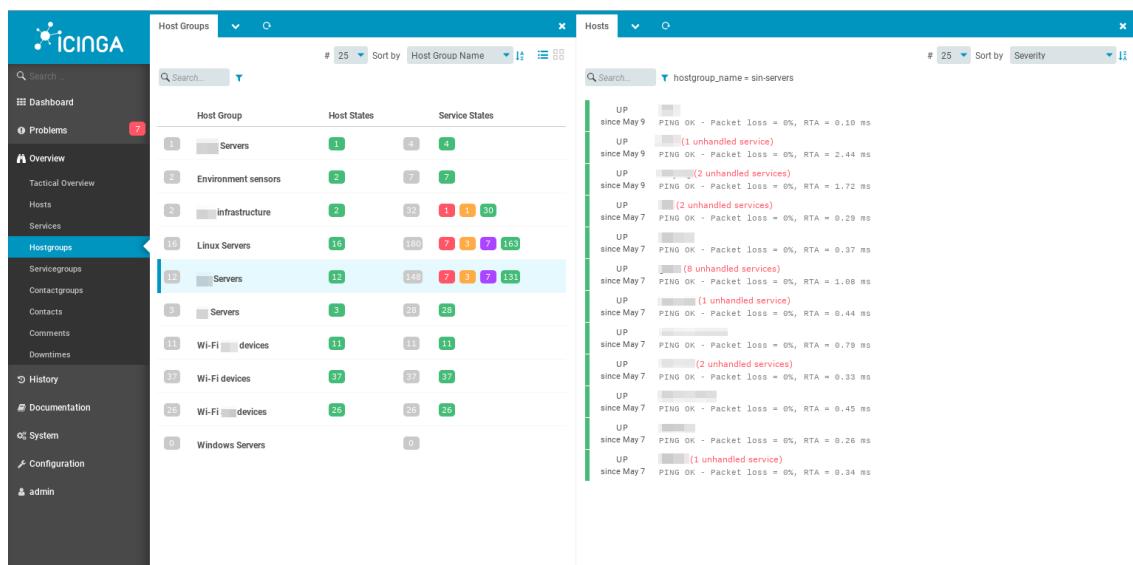 icinga
Search ...
Dashboard
Problems 7
Overview
Tactical Overview
Hosts
Services
Hostgroups
Servicegroups
Contactgroups
Contacts
Comments
Downtimes
History
Documentation
System
Configuration
admin
Host Groups
# 25 Sort by Host Group Name
Search...
Host Group Host States Service States
1 Servers 1 4 4
2 Environment sensors 2 7 7
2 infrastructure 2 32 1 1 30
16 Linux Servers 16 180 7 3 7 163
12 Servers 12 148 7 3 7 131
3 Servers 3 28 28
11 Wi-Fi devices 11 11 11
37 Wi-Fi devices 37 37 37
26 Wi-Fi devices 26 26 26
0 Windows Servers 0
Hosts
# 25 Sort by Severity
Search... hostgroup_name = sin-servers
UP
since May 9 PING OK - Packet loss = 0%, RTA = 0.10 ms
UP (1 unhandled service)
since May 9 PING OK - Packet loss = 0%, RTA = 2.44 ms
UP (2 unhandled services)
since May 9 PING OK - Packet loss = 0%, RTA = 1.72 ms
UP (2 unhandled services)
since May 7 PING OK - Packet loss = 0%, RTA = 0.29 ms
UP
since May 7 PING OK - Packet loss = 0%, RTA = 0.37 ms
UP (8 unhandled services)
since May 7 PING OK - Packet loss = 0%, RTA = 1.08 ms
UP (1 unhandled service)
since May 7 PING OK - Packet loss = 0%, RTA = 0.44 ms
UP
since May 7 PING OK - Packet loss = 0%, RTA = 0.79 ms
UP (2 unhandled services)
since May 7 PING OK - Packet loss = 0%, RTA = 0.33 ms
UP
since May 7 PING OK - Packet loss = 0%, RTA = 0.45 ms
UP
since May 7 PING OK - Packet loss = 0%, RTA = 0.26 ms
UP (1 unhandled service)
since May 7 PING OK - Packet loss = 0%, RTA = 0.34 ms